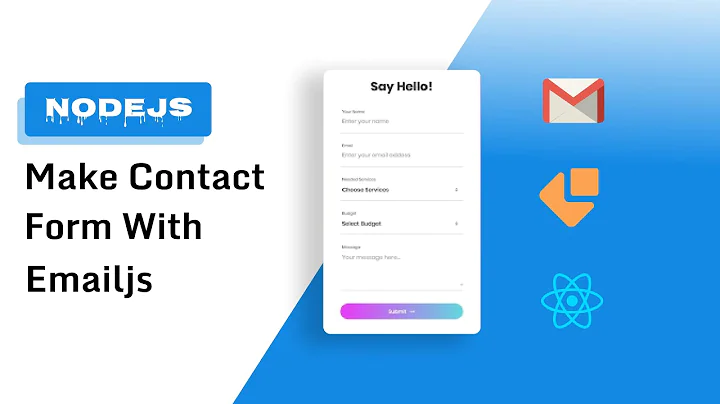 NODEJS
Make Contact
Form With
Emailjs
Say Hello!
Your Name
Enter your name
Email
Enter your email address
Needed Services
Choose Services
Budget
Select Budget
Message
Your message here...
Submit →